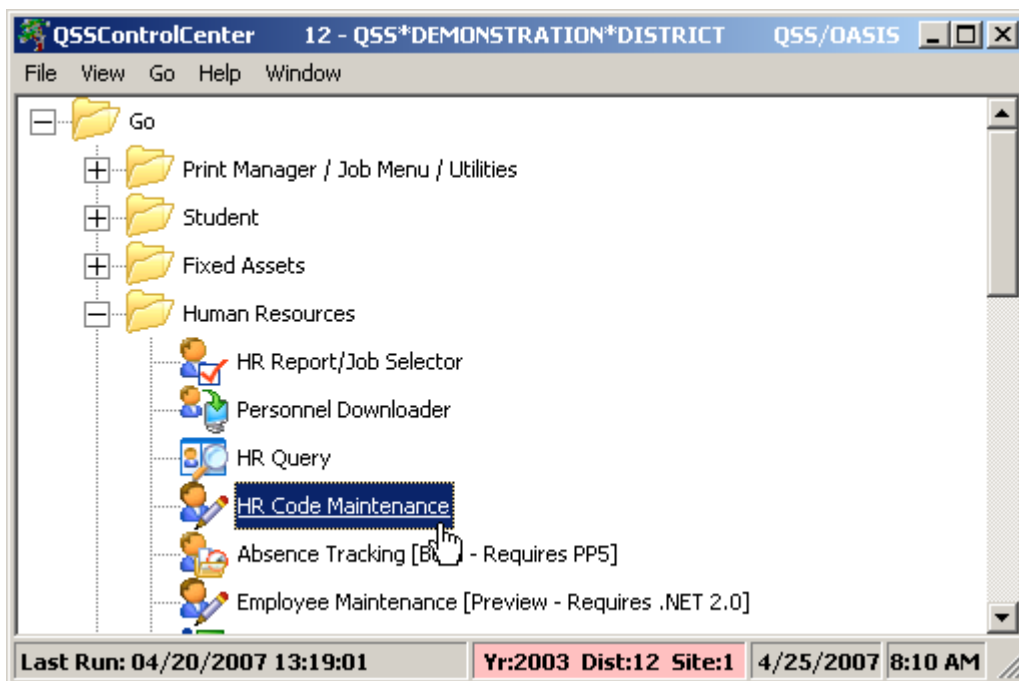 QSSControlCenter 12 - QSS*DEMONSTRATION*DISTRICT QSS/OASIS
File View Go Help Window
Go
Print Manager / Job Menu / Utilities
Student
Fixed Assets
Human Resources
HR Report/Job Selector
Personnel Downloader
HR Query
HR Code Maintenance
Absence Tracking [ - Requires PP5]
Employee Maintenance [Preview - Requires .NET 2.0]
Last Run: 04/20/2007 13:19:01 Yr:2003 Dist:12 Site:1 4/25/2007 8:10 AM